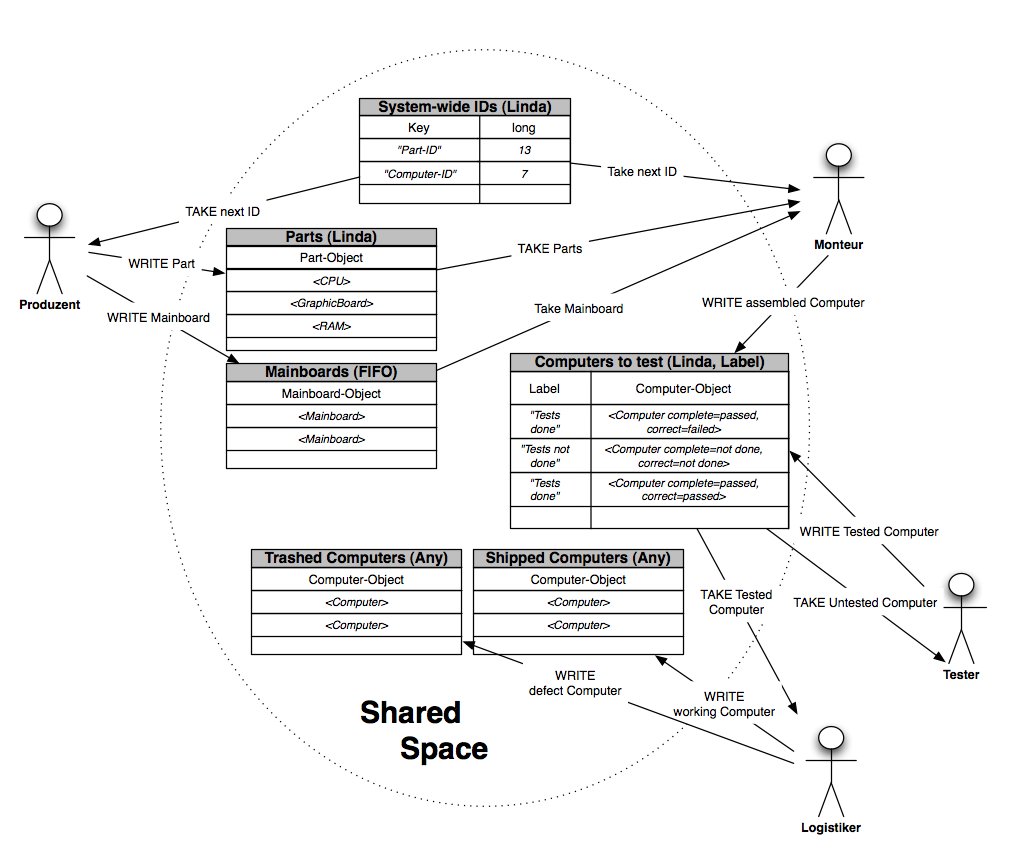 System-wide IDs (Linda)
Key long
"Part-ID" 13
"Computer-ID" 7
Take next ID
TAKE next ID
Monteur
Produzent
WRITE Part
WRITE Mainboard
Parts (Linda)
Part-Object
<CPU>
<GraphicBoard>
<RAM>
TAKE Parts
Take Mainboard
WRITE assembled Computer
Mainboards (FIFO)
Mainboard-Object
<Mainboard>
<Mainboard>
Computers to test (Linda, Label)
Label Computer-Object
"Tests
done"
<Computer complete=passed,
correct=failed>
"Tests not
done"
<Computer complete=not done,
correct=not done>
"Tests
done"
<Computer complete=passed,
correct=passed>
WRITE Tested Computer
TAKE Untested Computer
Tester
TAKE Tested
Computer
Trashed Computers (Any)
Computer-Object
<Computer>
<Computer>
Shipped Computers (Any)
Computer-Object
<Computer>
<Computer>
WRITE
defect Computer
WRITE
working Computer
Logistiker
Shared
Space